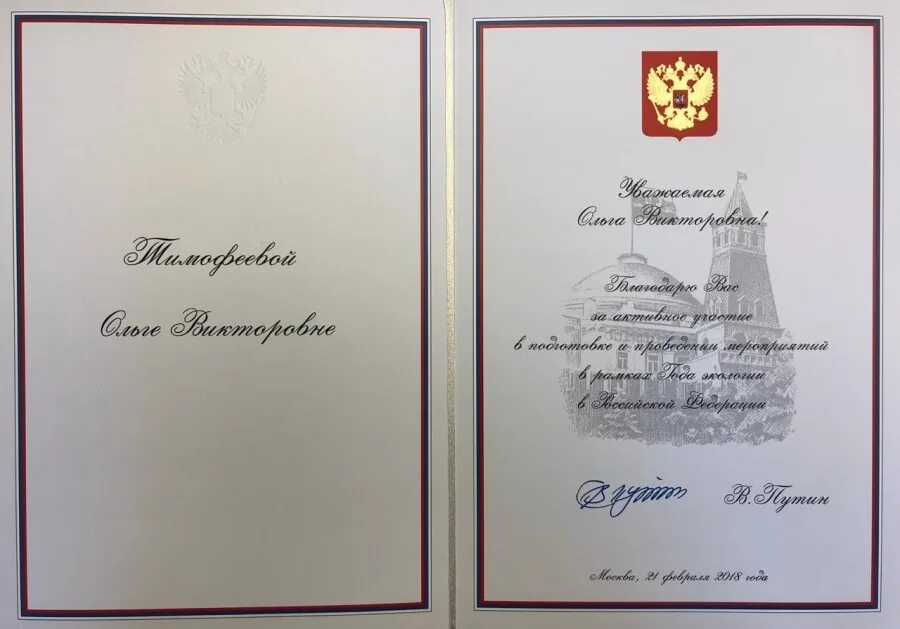 Тимофеевой
Ольге Викторовне
Уважаемая
Ольга Викторовна!
Благодарю Вас
за активное участие
в подготовке и проведении мероприятий
в рамках Года экологии
в Российской Федерации
В.Путин
Москва, 21 февраля 2018 года